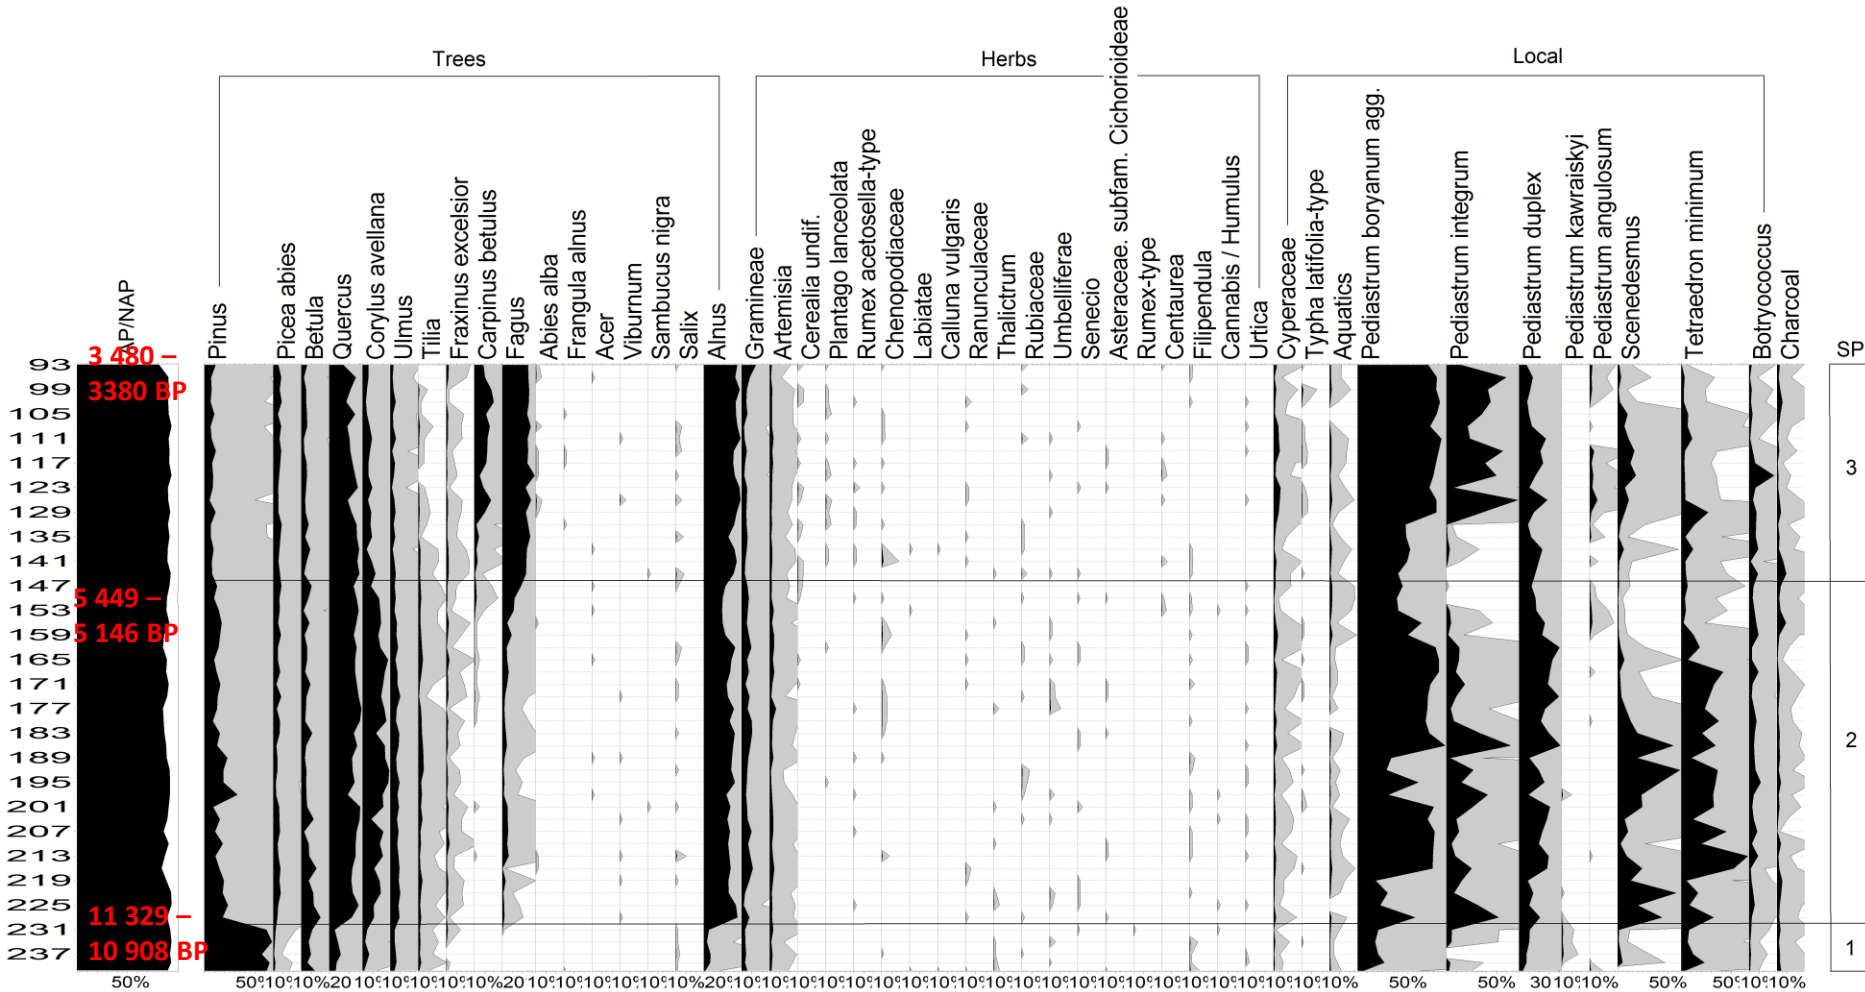 Trees
Herbs
Local
AP/NAP
Pinus
Picea abies
Betula
Quercus
Corylus avellana
Ulmus
Tilia
Fraxinus excelsior
Carpinus betulus
Fagus
Abies alba
Frangula alnus
Acer
Viburnum
Sambucus nigra
Salix
Alnus
Gramineae
Artemisia
Cerealia undif.
Plantago lanceolata
Rumex acetosella-type
Chenopodiaceae
Labiatae
Calluna vulgaris
Ranunculaceae
Thalictrum
Rubiaceae
Umbelliferae
Senecio
Asteraceae. subfam. Cichorioideae
Rumex-type
Centaurea
Filipendula
Cannabis / Humulus
Urtica
Cyperaceae
Typha latifolia-type
Aquatics
Pediastrum boryanum agg.
Pediastrum integrum
Pediastrum duplex
Pediastrum kawraiskyi
Pediastrum angulosum
Scenedesmus
Tetraedron minimum
Botryococcus
Charcoal
SP
3 480 –
3380 BP
5 449 –
5 146 BP
11 329 –
10 908 BP
93
99
105
111
117
123
129
135
141
147
153
159
165
171
177
183
189
195
201
207
213
219
225
231
237
3
2
1
50%
50%
50%
50%
50%